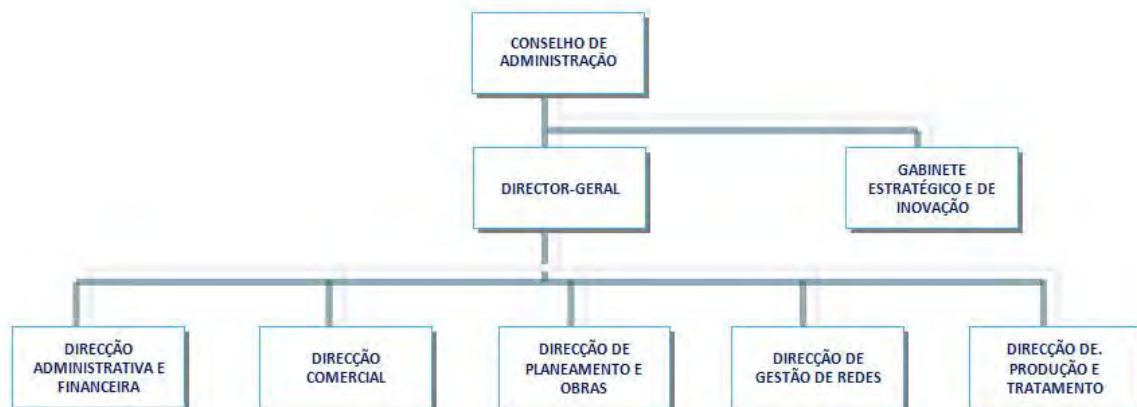 CONSELHO DE
ADMINISTRAÇÃO
DIRECTOR-GERAL
GABINETE
ESTRATÉGICO E DE
INOVAÇÃO
DIRECÇÃO
ADMINISTRATIVA E
FINANCEIRA
DIRECÇÃO
COMERCIAL
DIRECÇÃO DE
PLANEAMENTO E
OBRAS
DIRECÇÃO DE
GESTÃO DE REDES
DIRECÇÃO DE.
PRODUÇÃO E
TRATAMENTO